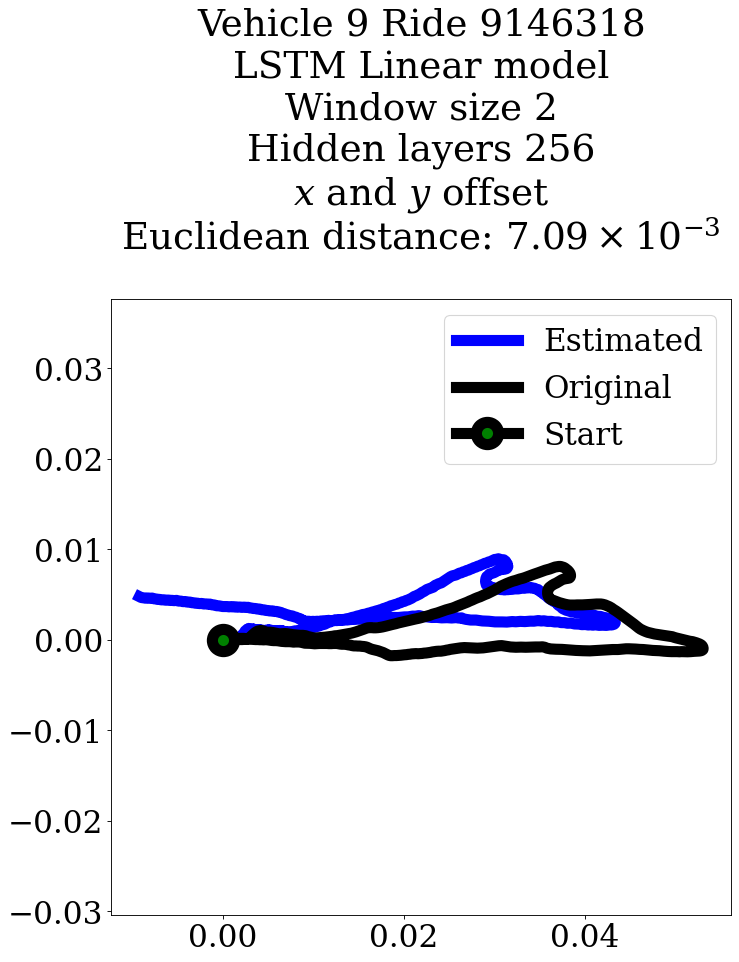 Vehicle 9 Ride 9146318
LSTM Linear model
Window size 2
Hidden layers 256
x and y offset
Euclidean distance: 7.09 × 10⁻³
Estimated
Original
Start
0.03
0.02
0.01
0.00
−0.01
−0.02
−0.03
0.00 0.02 0.04